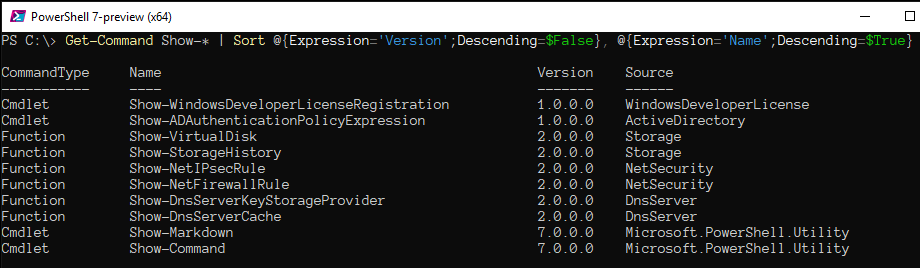 PowerShell 7-preview (x64)
PS C:\> Get-Command Show-* | Sort @{Expression='Version';Descending=$False}, @{Expression='Name';Descending=$True}
CommandType     Name                                               Version    Source
-----------     ----                                               -------    ------
Cmdlet          Show-WindowsDeveloperLicenseRegistration           1.0.0.0    WindowsDeveloperLicense
Cmdlet          Show-ADAuthenticationPolicyExpression              1.0.0.0    ActiveDirectory
Function        Show-VirtualDisk                                   2.0.0.0    Storage
Function        Show-StorageHistory                                2.0.0.0    Storage
Function        Show-NetIPsecRule                                  2.0.0.0    NetSecurity
Function        Show-NetFirewallRule                               2.0.0.0    NetSecurity
Function        Show-DnsServerKeyStorageProvider                   2.0.0.0    DnsServer
Function        Show-DnsServerCache                                2.0.0.0    DnsServer
Cmdlet          Show-Markdown                                      7.0.0.0    Microsoft.PowerShell.Utility
Cmdlet          Show-Command                                       7.0.0.0    Microsoft.PowerShell.Utility